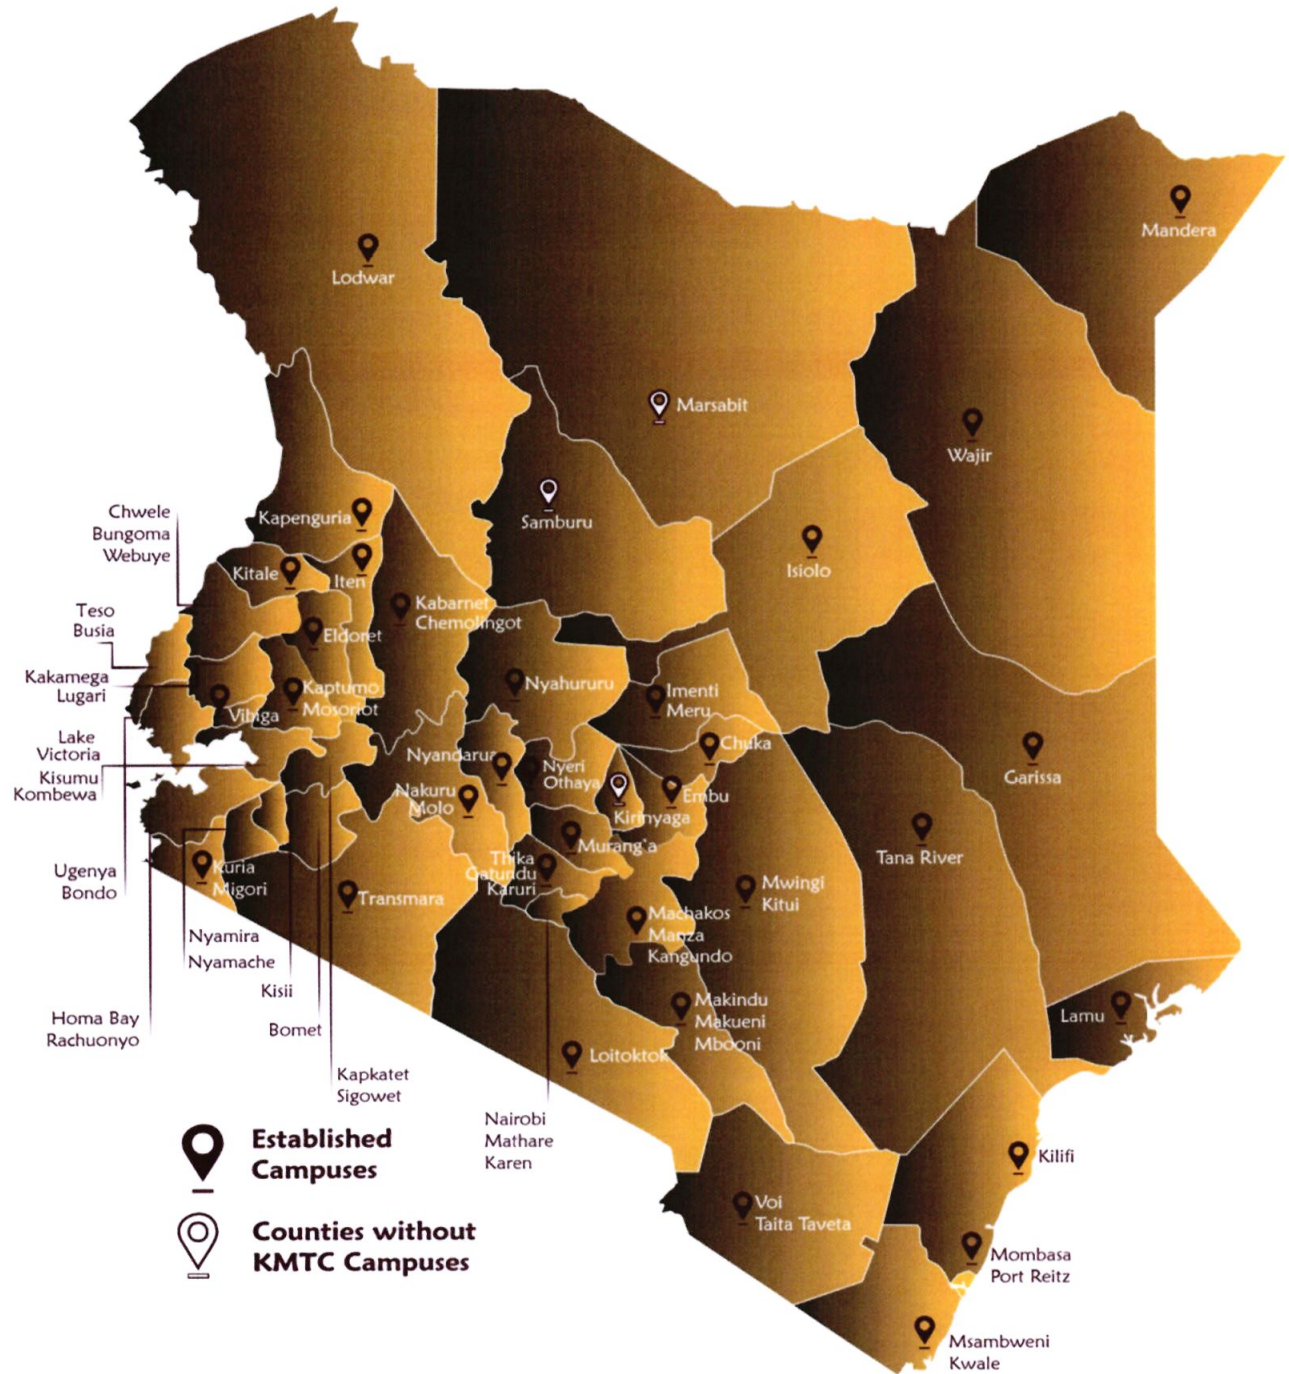 Mandera
Lodwar
Marsabit
Wajir
Samburu
Chwele
Bungoma
Webuye
Kapenguria
Isiolo
Kitale
Iten
Teso
Busia
Kabarnet
Chemolingot
Eldoret
Kakamega
Lugari
Kaptumo
Mosoriot
Nyahururu
Imenti
Meru
Vihiga
Lake
Victoria
Kisumu
Kombewa
Nyandarua
Chuka
Nyeri
Othaya
Garissa
Nakuru
Molo
Embu
Kirinyaga
Murang'a
Tana River
Thika
Gatundu
Karuri
Ugenya
Bondo
Kuria
Migori
Transmara
Mwingi
Kitui
Machakos
Manza
Kangundo
Nyamira
Nyamache
Kisii
Makindu
Makueni
Mbooni
Lamu
Homa Bay
Rachuonyo
Bomet
Loitoktok
Kapkatet
Sigowet
Nairobi
Mathare
Karen
Established
Campuses
Kilifi
Voi
Taita Taveta
Counties without
KMTC Campuses
Mombasa
Port Reitz
Msambweni
Kwale